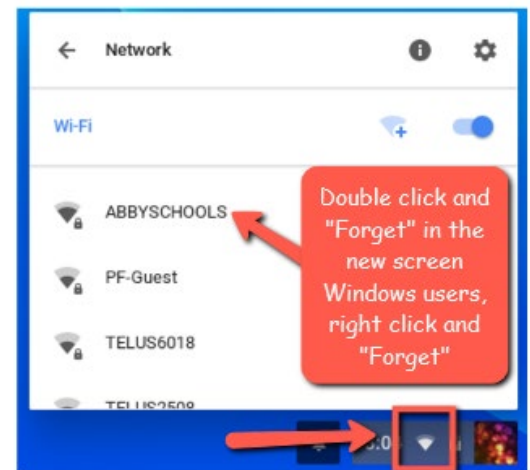 Network
Wi-Fi
ABBYSCHOOLS
PF-Guest
TELUS6018
TELUS2508
Double click and
"Forget" in the
new screen
Windows users,
right click and
"Forget"